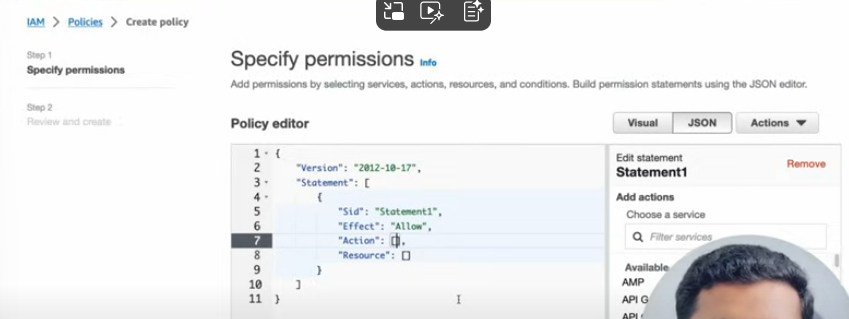 IAM > Policies > Create policy
Step 1
Specify permissions
Step 2
Review and create
Specify permissions Info
Add permissions by selecting services, actions, resources, and conditions. Build permission statements using the JSON editor.
Policy editor
Visual
JSON
Actions
1 {
2 "Version": "2012-10-17",
3 "Statement": [
4 {
5 "Sid": "Statement1",
6 "Effect": "Allow",
7 "Action": [],
8 "Resource": []
9 }
10 ]
11 }
Edit statement
Statement1
Remove
Add actions
Choose a service
Filter services
Available
AMP
API G
API